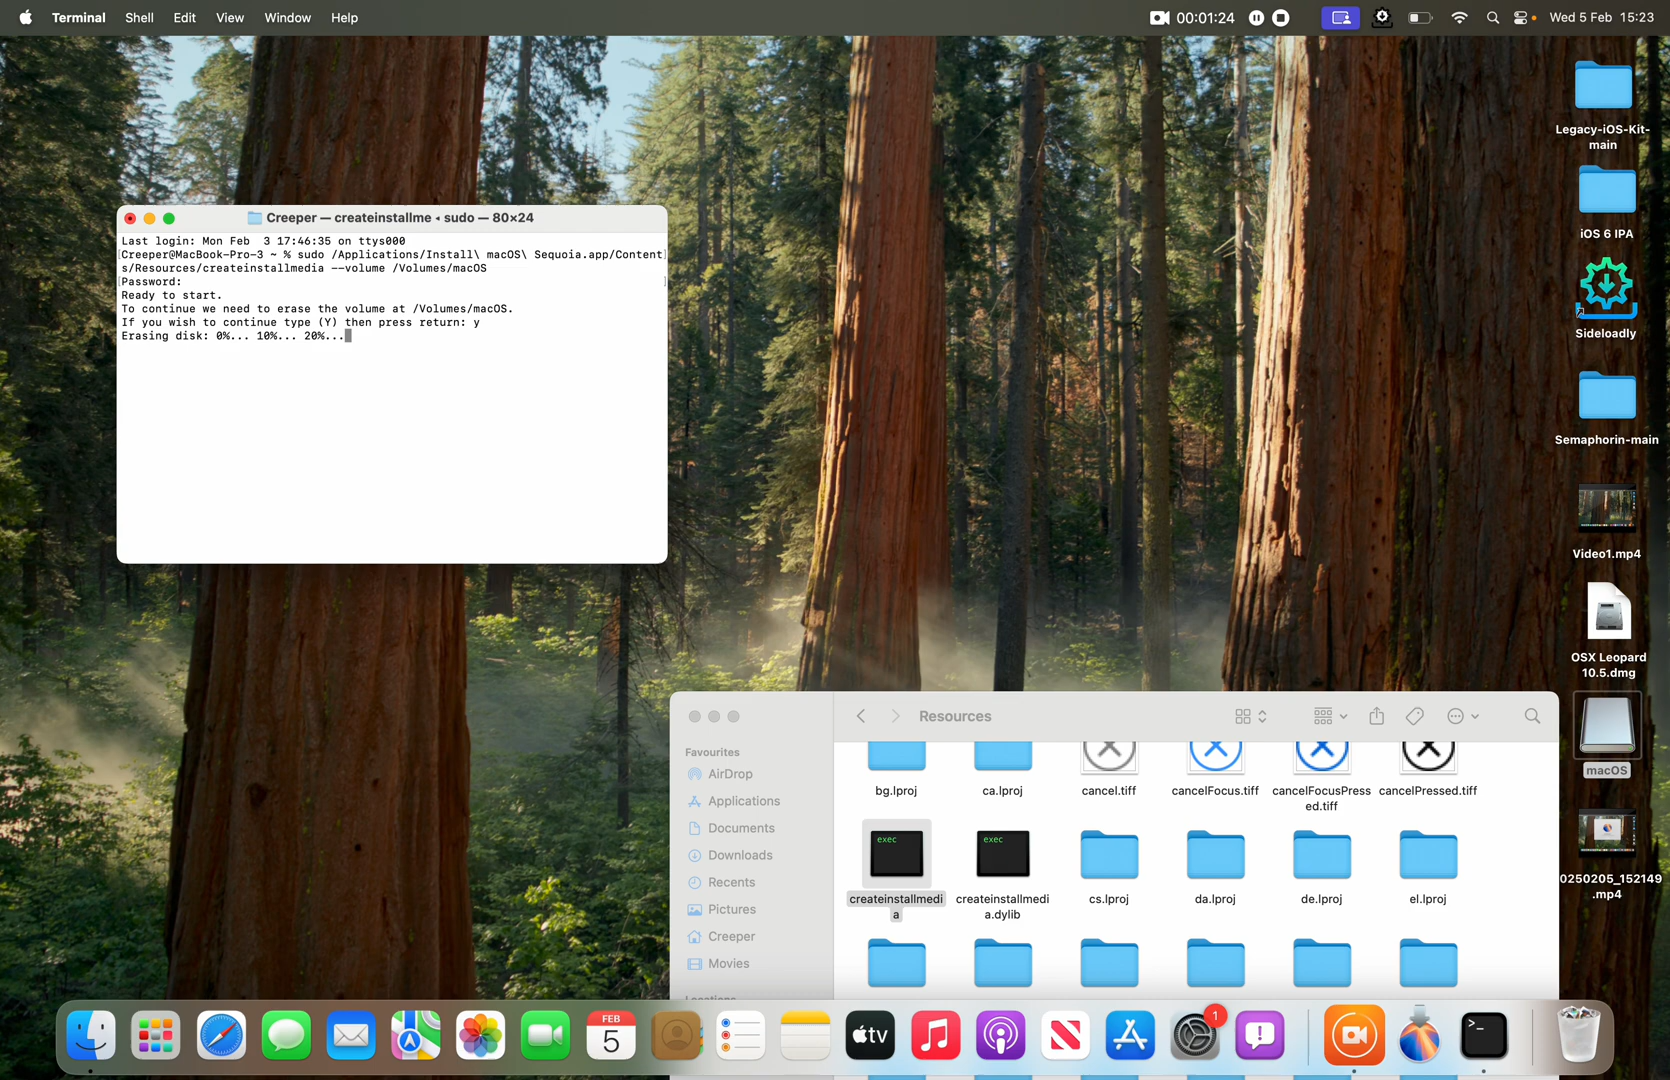 Terminal Shell Edit View Window Help
00:01:24
Wed 5 Feb 15:23
Legacy-iOS-Kit-
main
iOS 6 IPA
Sideloadly
Semaphorin-main
Video1.mp4
OSX Leopard
10.5.dmg
macOS
0250205_152149
.mp4
Creeper — createinstallme ◂ sudo — 80×24
Last login: Mon Feb  3 17:46:35 on ttys000
[Creeper@MacBook-Pro-3 ~ % sudo /Applications/Install\ macOS\ Sequoia.app/Content]
s/Resources/createinstallmedia --volume /Volumes/macOS
[Password: ]
Ready to start.
To continue we need to erase the volume at /Volumes/macOS.
If you wish to continue type (Y) then press return: y
Erasing disk: 0%... 10%... 20%...
Resources
Favourites
AirDrop
Applications
Documents
Downloads
Recents
Pictures
Creeper
Movies
bg.lproj
ca.lproj
cancel.tiff
cancelFocus.tiff
cancelFocusPress
ed.tiff
cancelPressed.tiff
exec
createinstallmedi
a
exec
createinstallmedi
a.dylib
cs.lproj
da.lproj
de.lproj
el.lproj
FEB
5
tv
1
>_